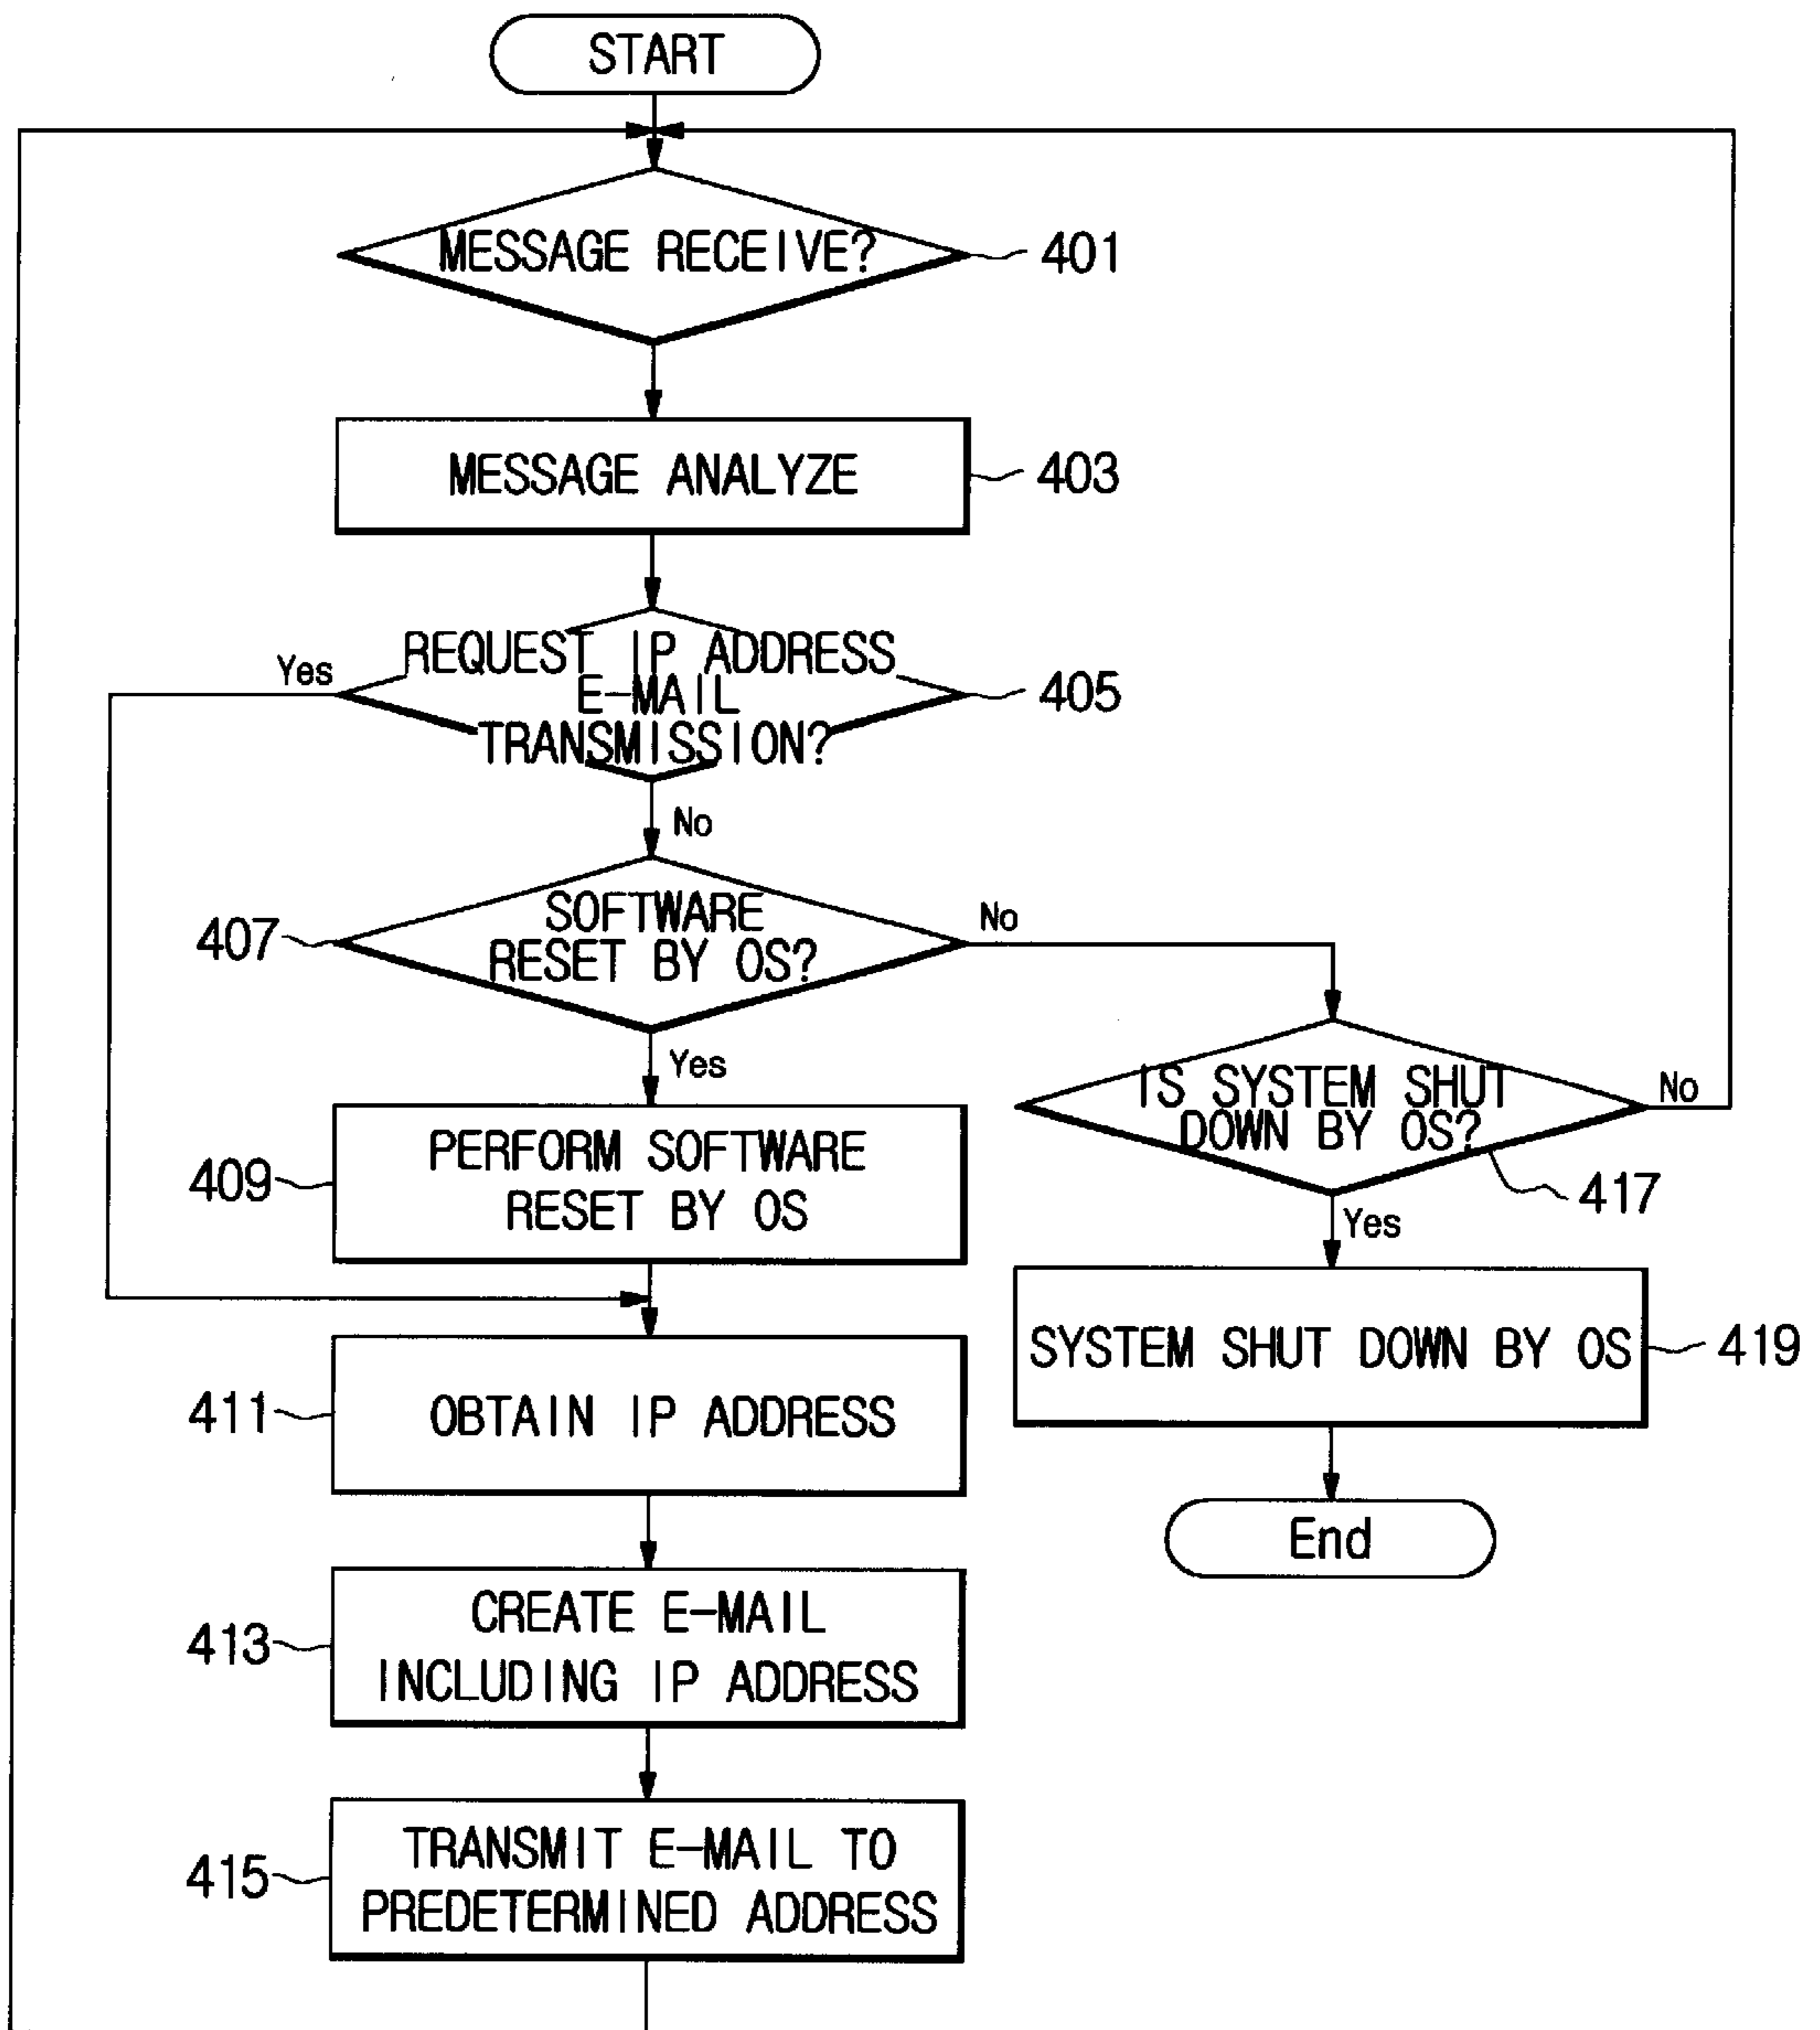 START
MESSAGE RECEIVE?
401
MESSAGE ANALYZE
403
REQUEST IP ADDRESS
E-MAIL
TRANSMISSION?
Yes
405
No
SOFTWARE
RESET BY OS?
407
No
Yes
IS SYSTEM SHUT
DOWN BY OS?
No
417
PERFORM SOFTWARE
RESET BY OS
409
Yes
SYSTEM SHUT DOWN BY OS
419
OBTAIN IP ADDRESS
411
End
CREATE E-MAIL
INCLUDING IP ADDRESS
413
TRANSMIT E-MAIL TO
PREDETERMINED ADDRESS
415